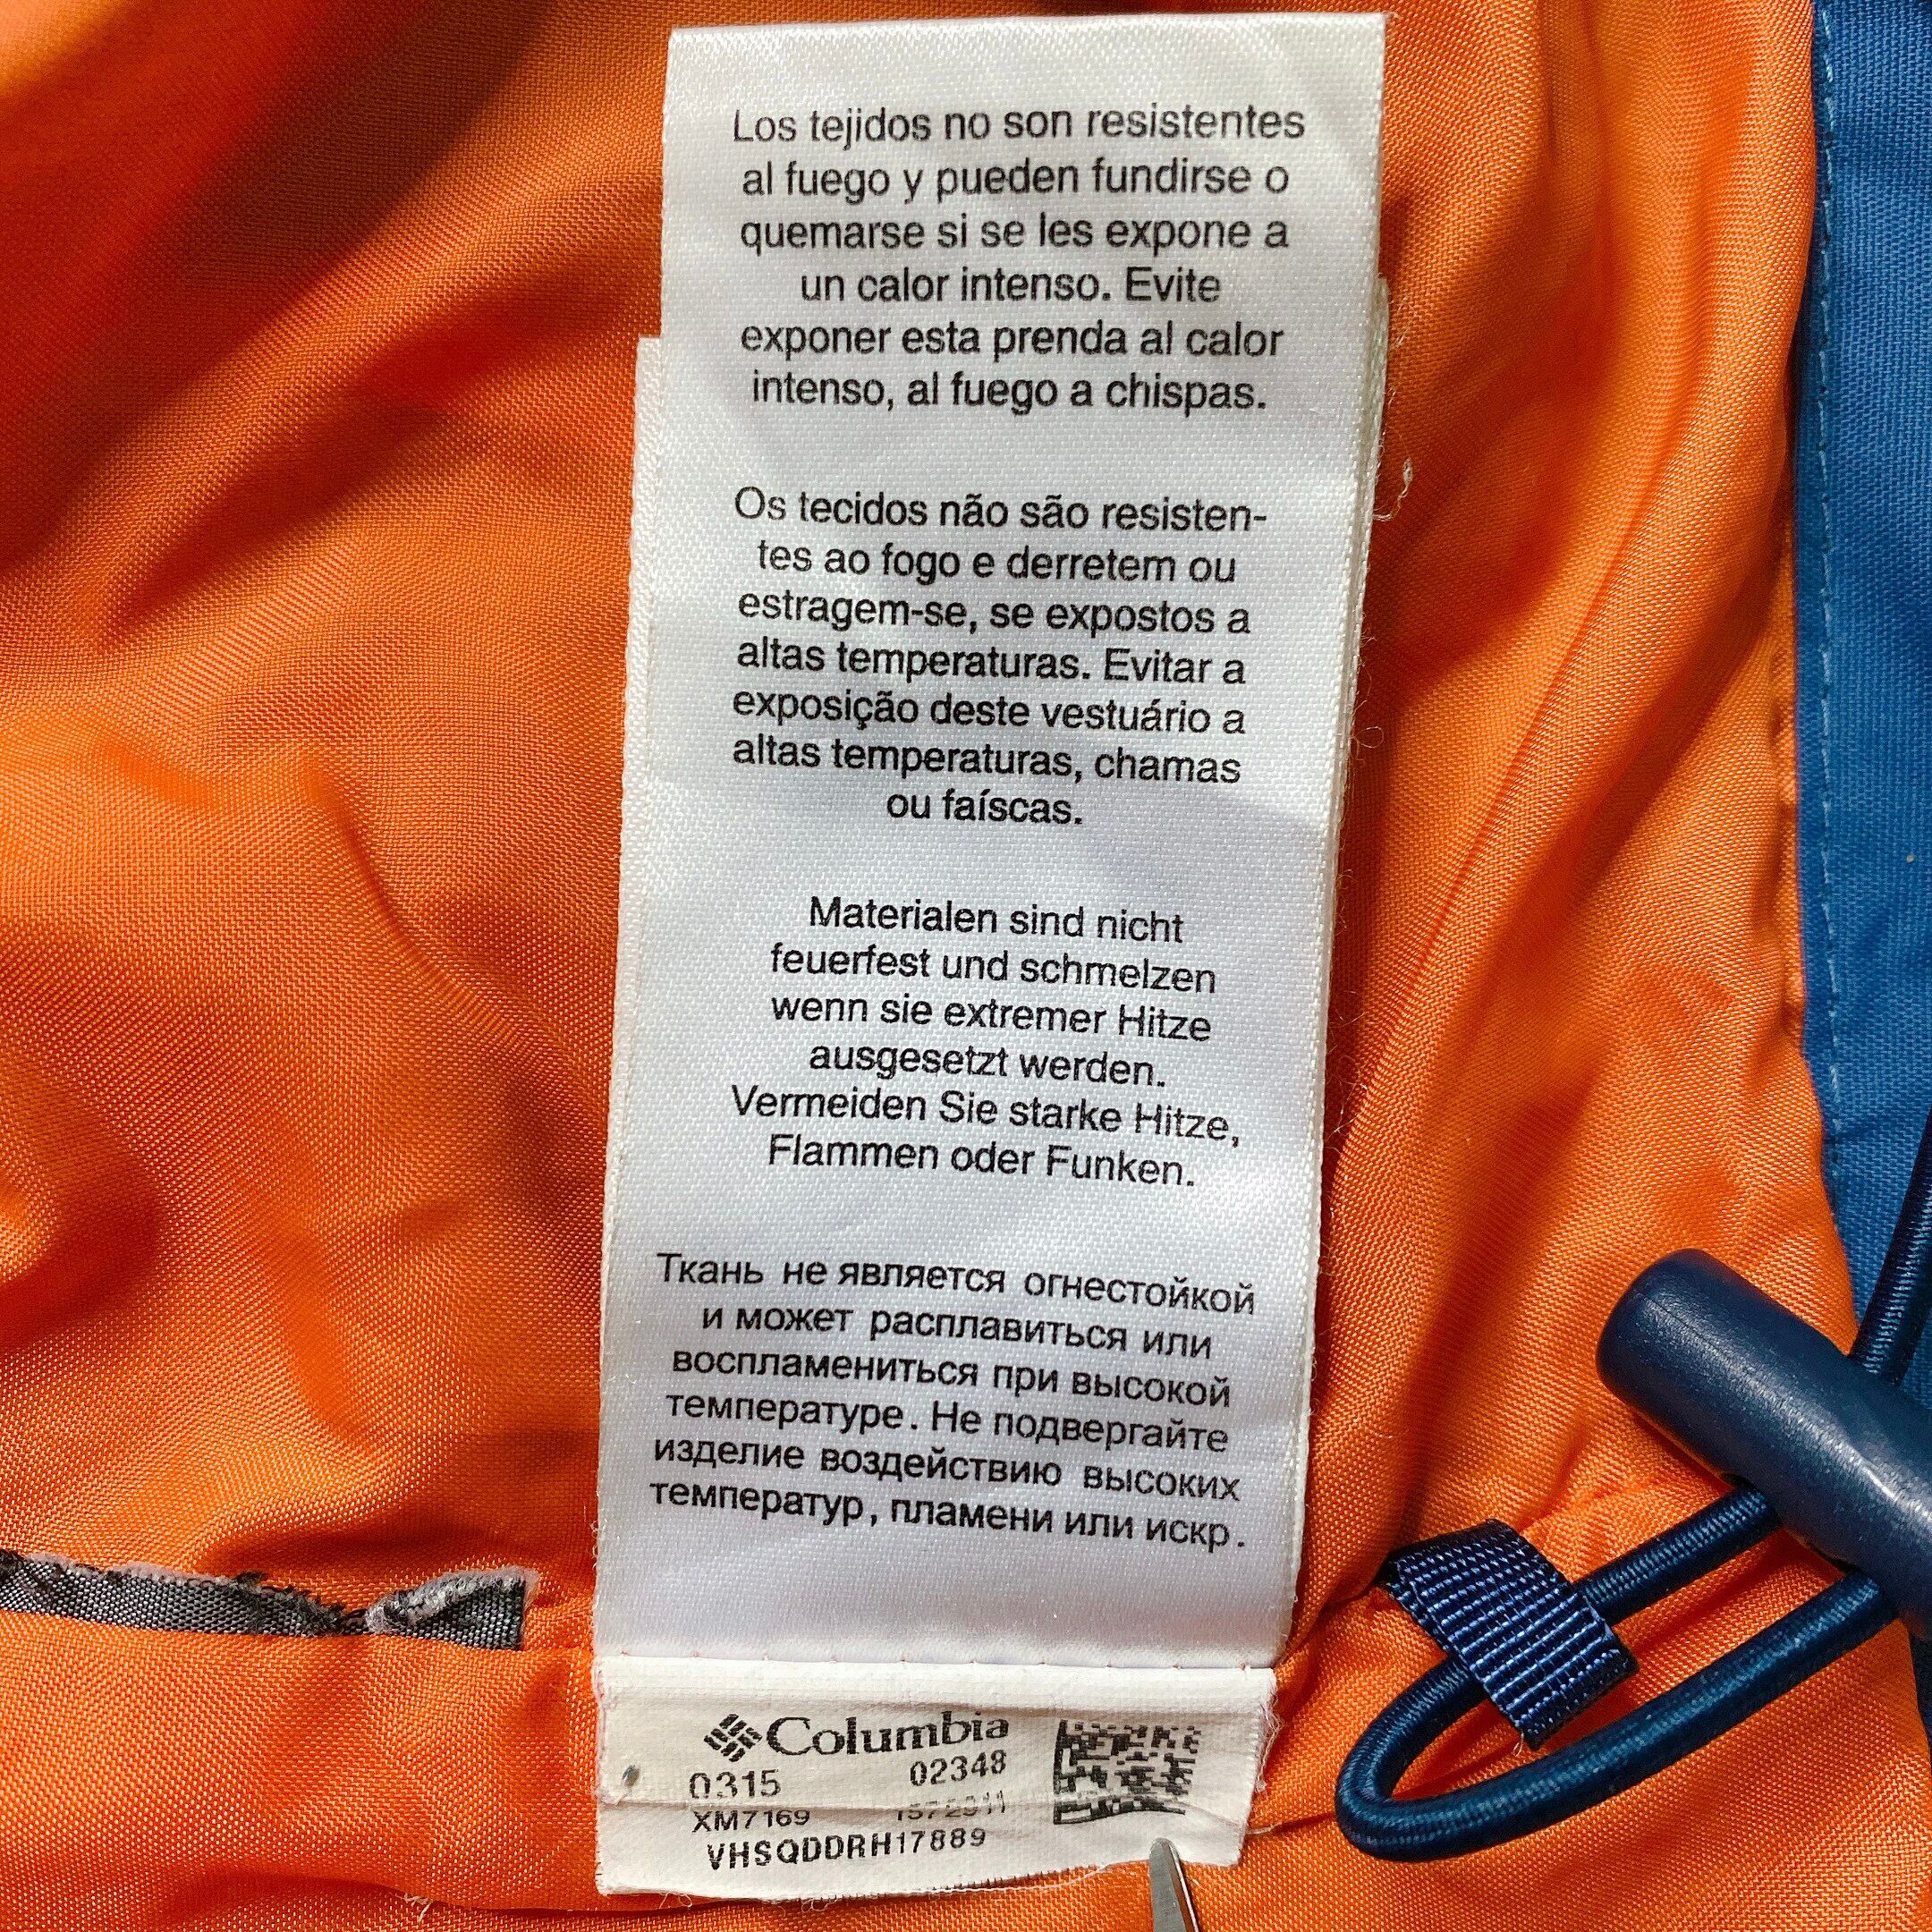 Los tejidos no son resistentes
al fuego y pueden fundirse o
quemarse si se les expone a
un calor intenso. Evite
exponer esta prenda al calor
intenso, al fuego a chispas.
Os tecidos não são resisten-
tes ao fogo e derretem ou
estragem-se, se expostos a
altas temperaturas. Evitar a
exposição deste vestuário a
altas temperaturas, chamas
ou faíscas.
Materialen sind nicht
feuerfest und schmelzen
wenn sie extremer Hitze
ausgesetzt werden.
Vermeiden Sie starke Hitze,
Flammen oder Funken.
Ткань не является огнестойкой
и может расплавиться или
воспламениться при высокой
температуре. Не подвергайте
изделие воздействию высоких
температур, пламени или искр.
Columbia
0315 02348
XM7169
VHSQDDRH17889